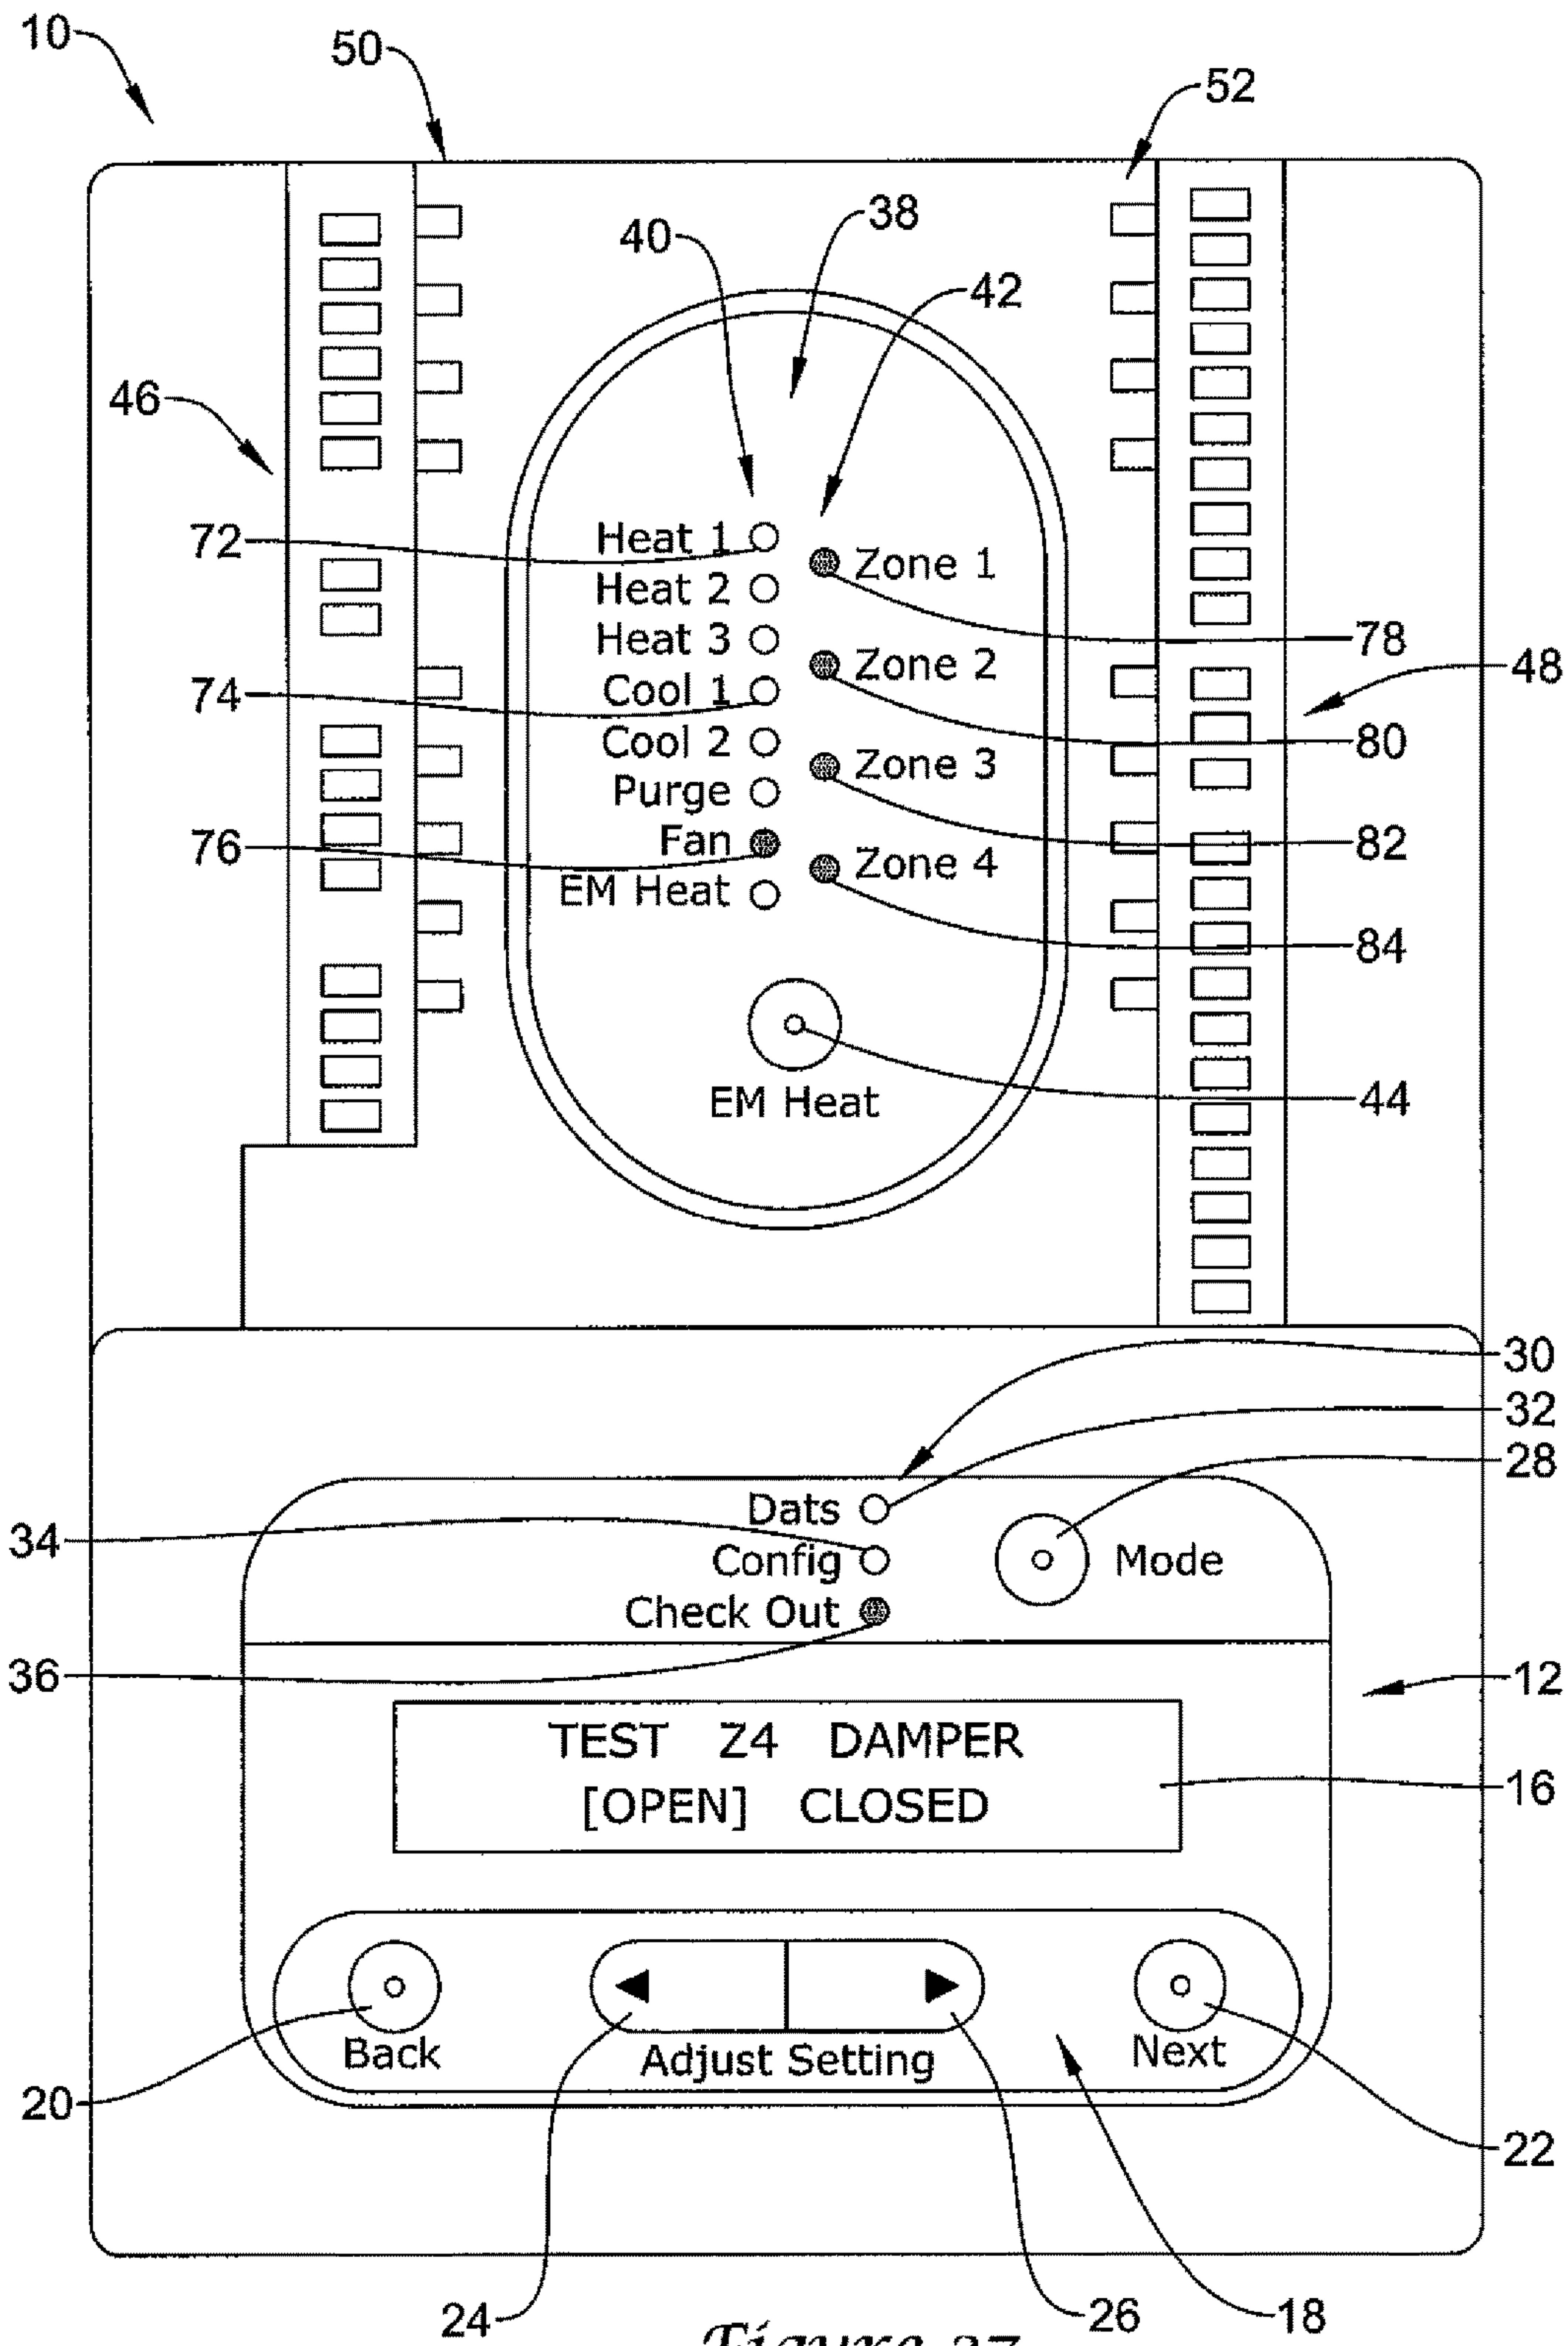 10
50
52
38
40
42
46
72
Heat 1
Zone 1
Heat 2
78
Heat 3
Zone 2
48
74
Cool 1
80
Cool 2
Zone 3
Purge
82
76
Fan
Zone 4
EM Heat
84
44
EM Heat
30
32
28
Dats
34
Config
Mode
Check Out
36
12
TEST Z4 DAMPER
16
[OPEN] CLOSED
Back
Adjust Setting
Next
20
22
24
26
18
Figure